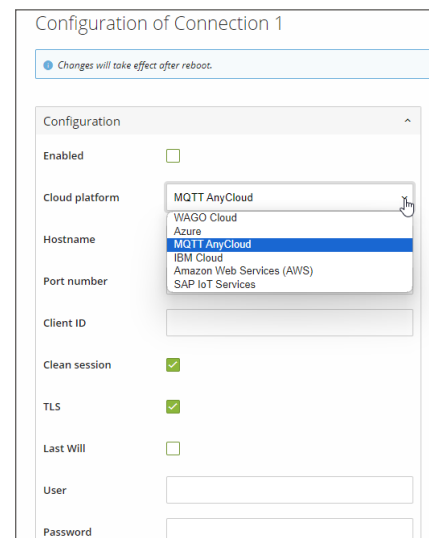 Configuration of Connection 1
Changes will take effect after reboot.
Configuration
Enabled
Cloud platform
MQTT AnyCloud
WAGO Cloud
Azure
MQTT AnyCloud
IBM Cloud
Amazon Web Services (AWS)
SAP IoT Services
Hostname
Port number
Client ID
Clean session
TLS
Last Will
User
Password